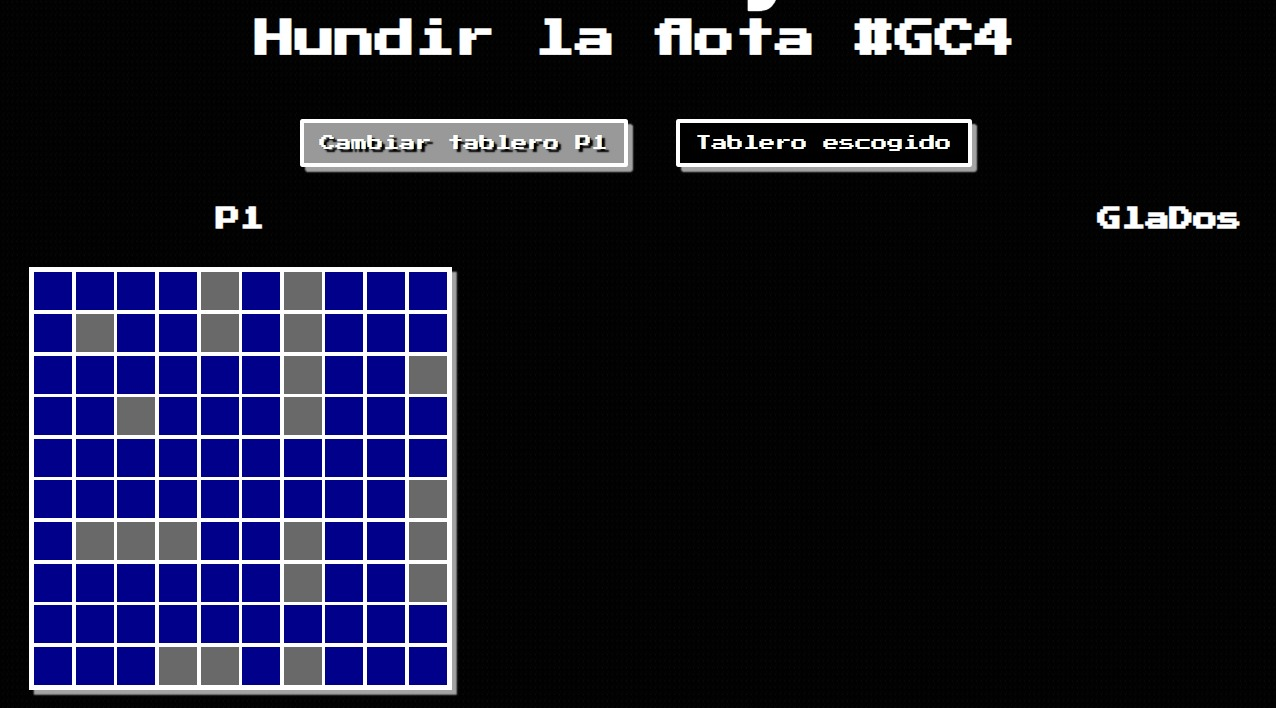 Hundir la flota #GC4
Cambiar tablero P1
Tablero escogido
P1
GlaDos